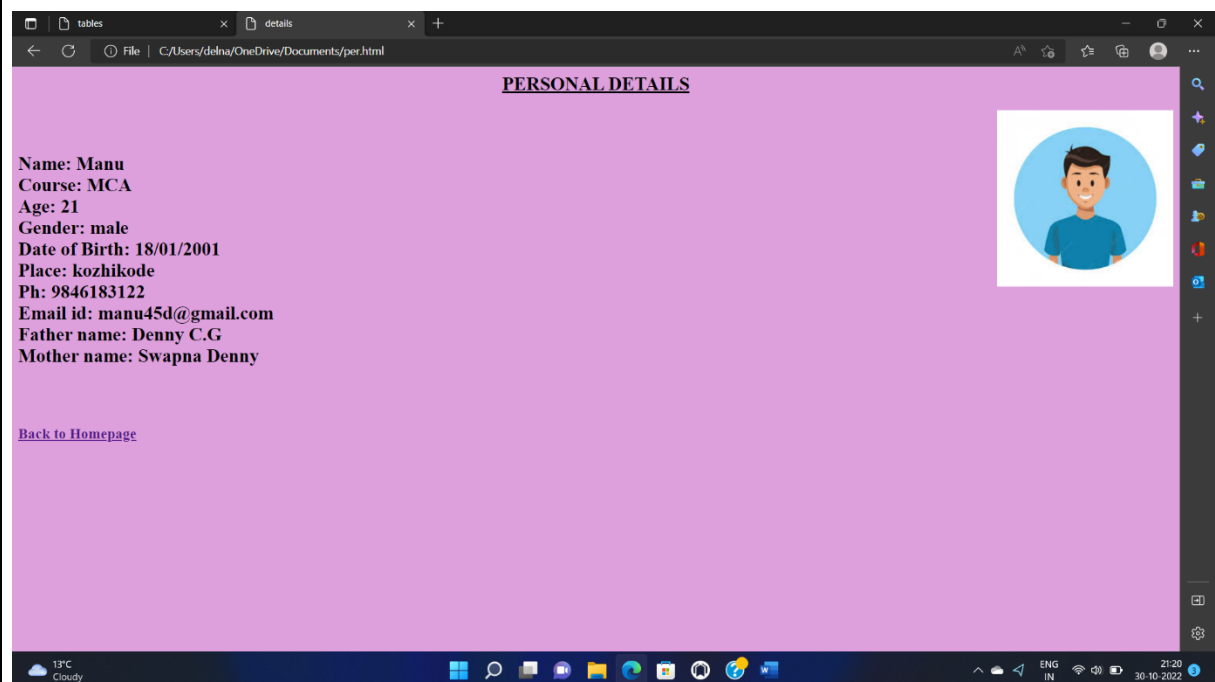 tables
details
File
C:/Users/delna/OneDrive/Documents/per.html
PERSONAL DETAILS
Name: Manu
Course: MCA
Age: 21
Gender: male
Date of Birth: 18/01/2001
Place: kozhikode
Ph: 9846183122
Email id: manu45d@gmail.com
Father name: Denny C.G
Mother name: Swapna Denny
Back to Homepage
13°C
Cloudy
ENG
IN
21:20
30-10-2022
3